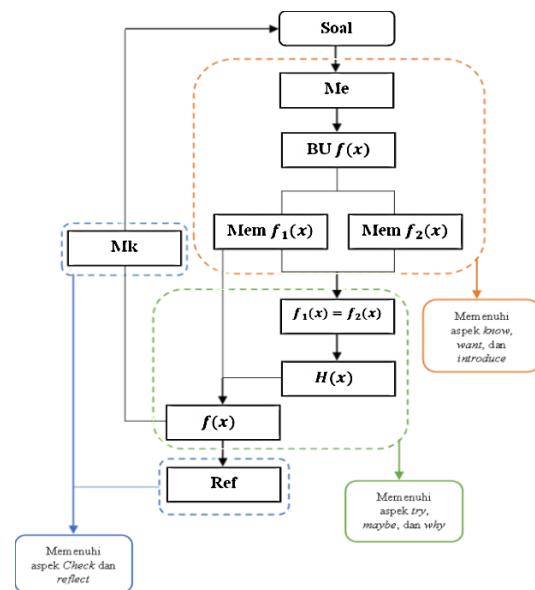 Soal
Me
BU f(x)
Mem f₁(x)
Mem f₂(x)
Mk
f₁(x) = f₂(x)
H(x)
f(x)
Ref
Memenuhi
aspek know,
want, dan
introduce
Memenuhi
aspek try,
maybe, dan why
Memenuhi
aspek Check dan
reflect